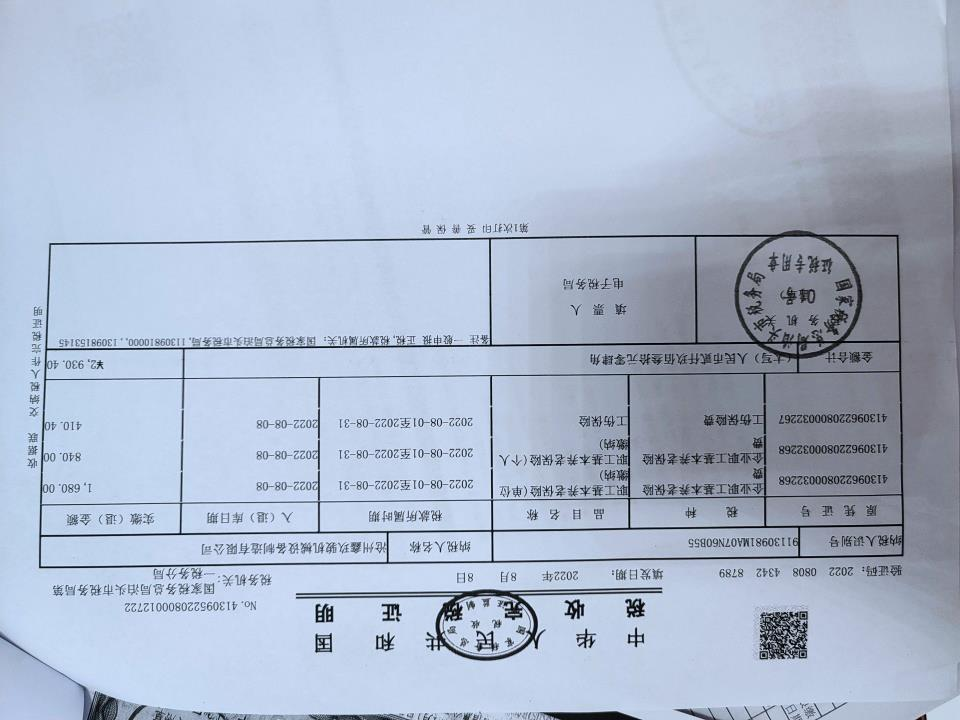 中华人民共和国
税收完税证明
No. 413095220800012722
验证码: 2022 0808 4342 8789 填发日期: 2022年 8月 8日 税务机关: 国家税务总局泊头市税务局第一税务分局
纳税人识别号 91130981MA07N60B55 纳税人名称 沧州鑫玖骏机械设备制造有限公司
原凭证号 税种 品目名称 税款所属时期 入(退)库日期 实缴(退)金额
413096220800032268 企业职工基本养老保险费 职工基本养老保险(单位缴纳) 2022-08-01至2022-08-31 2022-08-08 1,680.00
413096220800032268 企业职工基本养老保险费 职工基本养老保险(个人缴纳) 2022-08-01至2022-08-31 2022-08-08 840.00
413096220800032267 工伤保险费 工伤保险 2022-08-01至2022-08-31 2022-08-08 410.40
金额合计 (大写) 人民币贰仟玖佰叁拾元零肆角 ¥2,930.40
税务机关
征税专用章
填票人
电子税务局
备注:一般申报 正税,税款所属机关: 国家税务总局泊头市税务局, 11309810000, , 1309815314​5
收据联 交纳税人作完税证明
第1次打印 妥善保管